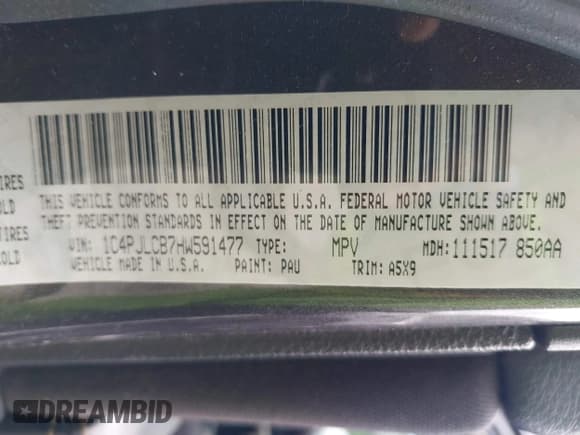 THIS VEHICLE CONFORMS TO ALL APPLICABLE U.S.A. FEDERAL MOTOR VEHICLE SAFETY AND
IRES
OLD
THEFT PREVENTION STANDARDS IN EFFECT ON THE DATE OF MANUFACTURE SHOWN ABOVE.
TIRES
VIN: 1C4PJLCB7HW591477 TYPE: MPV MDH: 111517 850AA
COLD
VEHICLE MADE IN U.S.A. PAINT: PAU TRIM: A5X9
DREAMBID